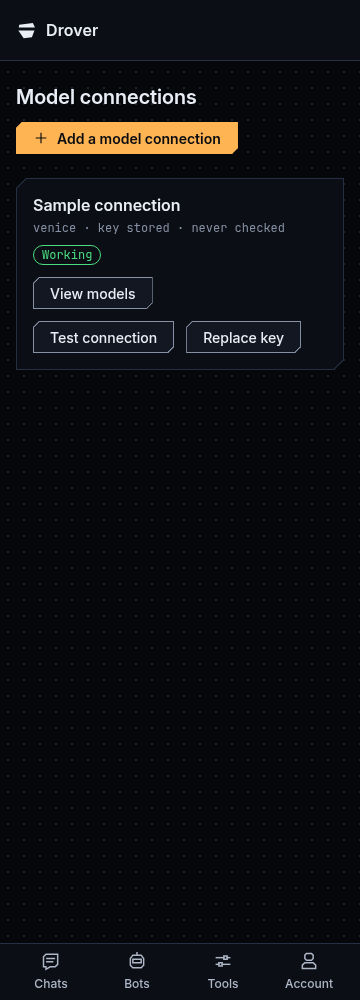 Drover
Model connections
+ Add a model connection
Sample connection
venice · key stored · never checked
Working
View models
Test connection
Replace key
Chats
Bots
Tools
Account